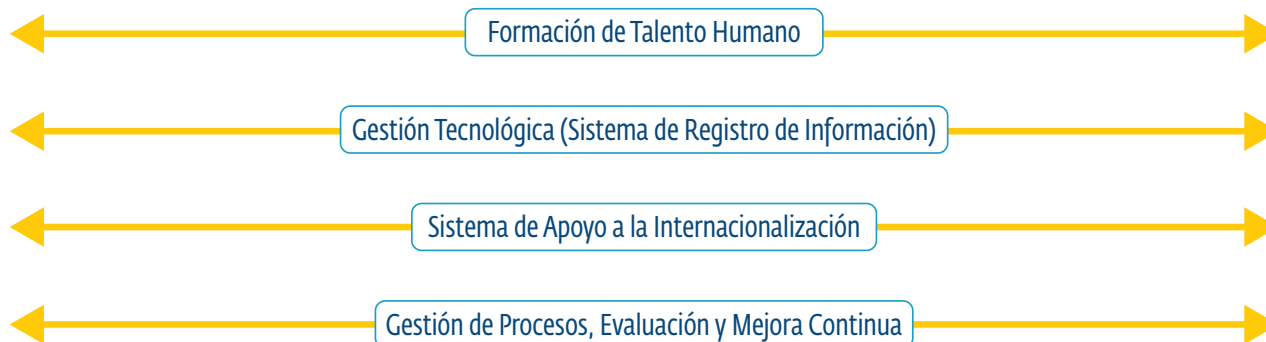 Formación de Talento Humano
Gestión Tecnológica (Sistema de Registro de Información)
Sistema de Apoyo a la Internacionalización
Gestión de Procesos, Evaluación y Mejora Continua